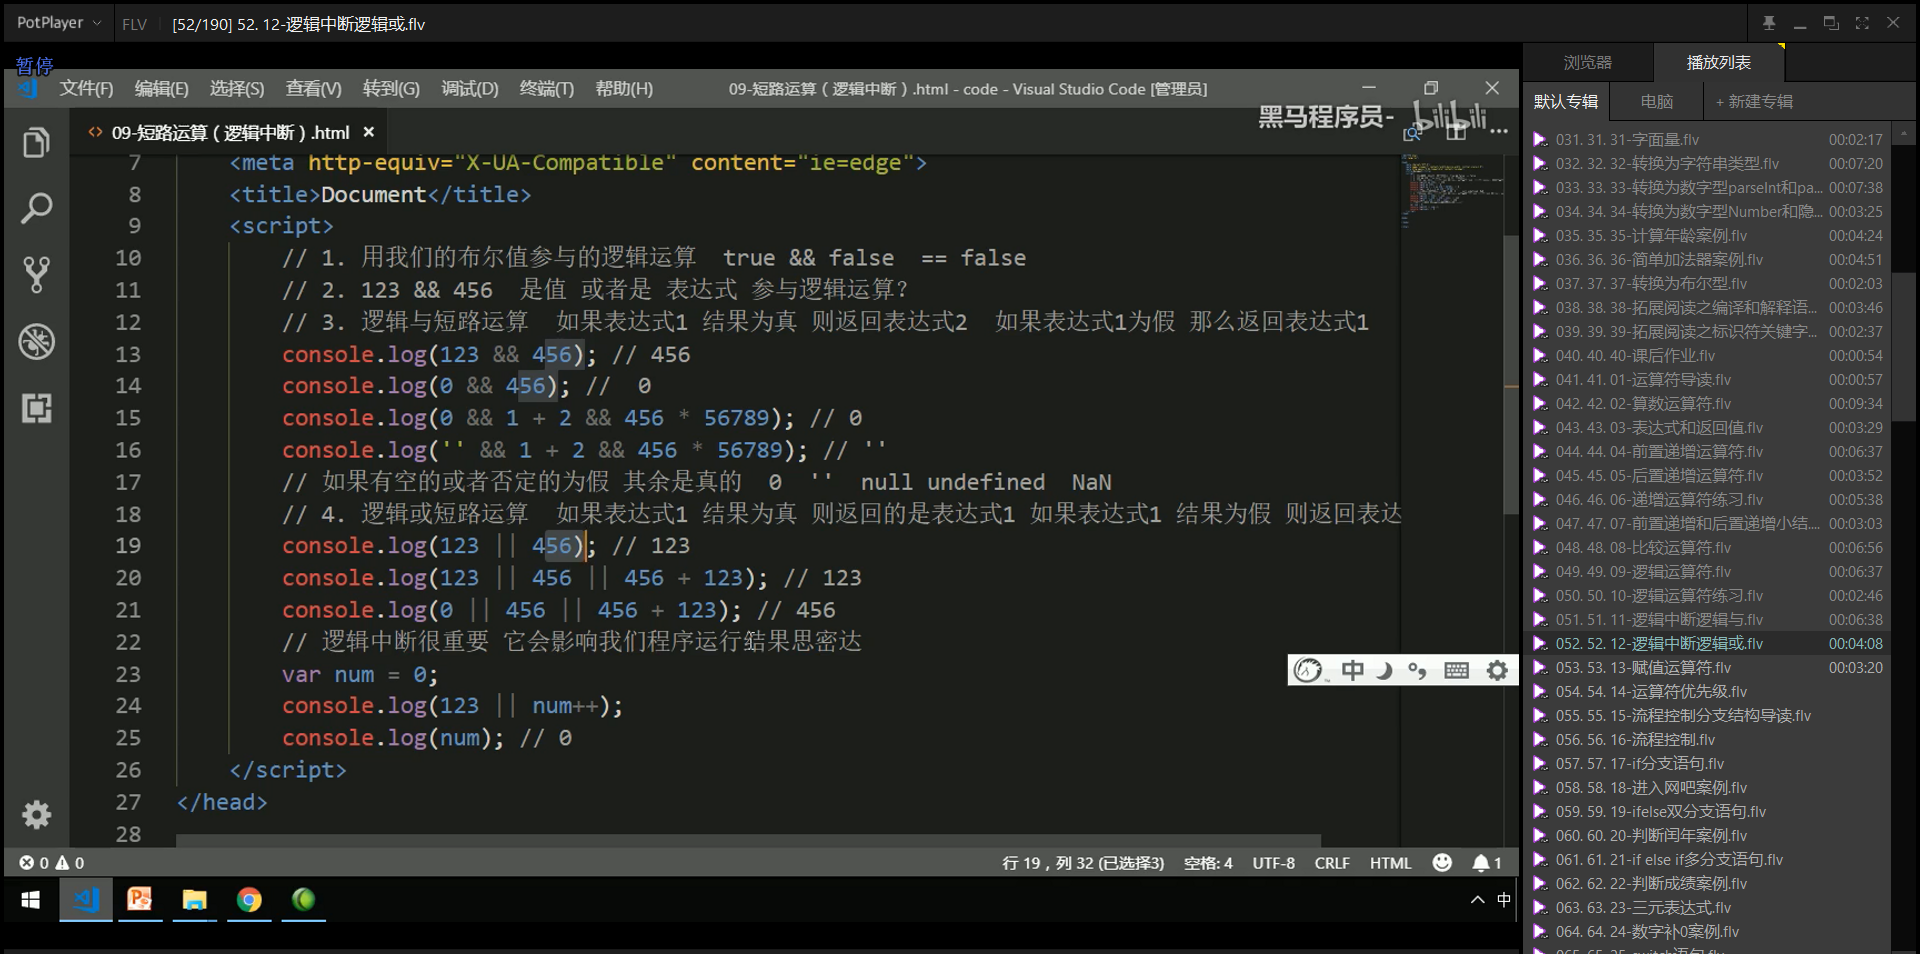 PotPlayer
FLV
[52/190] 52. 12-逻辑中断逻辑或.flv
暂停
文件(F) 编辑(E) 选择(S) 查看(V) 转到(G) 调试(D) 终端(T) 帮助(H)
09-短路运算（逻辑中断）.html - code - Visual Studio Code [管理员]
黑马程序员- bilibili
<> 09-短路运算（逻辑中断）.html
7 <meta http-equiv="X-UA-Compatible" content="ie=edge">
8 <title>Document</title>
9 <script>
10 // 1. 用我们的布尔值参与的逻辑运算 true && false == false
11 // 2. 123 && 456 是值 或者是 表达式 参与逻辑运算?
12 // 3. 逻辑与短路运算 如果表达式1 结果为真 则返回表达式2 如果表达式1为假 那么返回表达式1
13 console.log(123 && 456); // 456
14 console.log(0 && 456); // 0
15 console.log(0 && 1 + 2 && 456 * 56789); // 0
16 console.log('' && 1 + 2 && 456 * 56789); // ''
17 // 如果有空的或者否定的为假 其余是真的 0 '' null undefined NaN
18 // 4. 逻辑或短路运算 如果表达式1 结果为真 则返回的是表达式1 如果表达式1 结果为假 则返回表达
19 console.log(123 || 456); // 123
20 console.log(123 || 456 || 456 + 123); // 123
21 console.log(0 || 456 || 456 + 123); // 456
22 // 逻辑中断很重要 它会影响我们程序运行结果思密达
23 var num = 0;
24 console.log(123 || num++);
25 console.log(num); // 0
26 </script>
27 </head>
28
中
0 0
行 19，列 32 (已选择3) 空格: 4 UTF-8 CRLF HTML 1
中
浏览器 播放列表
默认专辑 电脑 + 新建专辑
031. 31. 31-字面量.flv 00:02:17
032. 32. 32-转换为字符串类型.flv 00:07:20
033. 33. 33-转换为数字型parseInt和pa... 00:07:38
034. 34. 34-转换为数字型Number和隐... 00:03:25
035. 35. 35-计算年龄案例.flv 00:04:24
036. 36. 36-简单加法器案例.flv 00:04:51
037. 37. 37-转换为布尔型.flv 00:02:03
038. 38. 38-拓展阅读之编译和解释语... 00:03:46
039. 39. 39-拓展阅读之标识符关键字... 00:02:37
040. 40. 40-课后作业.flv 00:00:54
041. 41. 01-运算符导读.flv 00:00:57
042. 42. 02-算数运算符.flv 00:09:34
043. 43. 03-表达式和返回值.flv 00:03:29
044. 44. 04-前置递增运算符.flv 00:06:37
045. 45. 05-后置递增运算符.flv 00:03:52
046. 46. 06-递增运算符练习.flv 00:05:38
047. 47. 07-前置递增和后置递增小结.... 00:03:03
048. 48. 08-比较运算符.flv 00:06:56
049. 49. 09-逻辑运算符.flv 00:06:37
050. 50. 10-逻辑运算符练习.flv 00:02:46
051. 51. 11-逻辑中断逻辑与.flv 00:06:38
052. 52. 12-逻辑中断逻辑或.flv 00:04:08
053. 53. 13-赋值运算符.flv 00:03:20
054. 54. 14-运算符优先级.flv
055. 55. 15-流程控制分支结构导读.flv
056. 56. 16-流程控制.flv
057. 57. 17-if分支语句.flv
058. 58. 18-进入网吧案例.flv
059. 59. 19-ifelse双分支语句.flv
060. 60. 20-判断闰年案例.flv
061. 61. 21-if else if多分支语句.flv
062. 62. 22-判断成绩案例.flv
063. 63. 23-三元表达式.flv
064. 64. 24-数字补0案例.flv
065. 65. 25-switch语句.flv